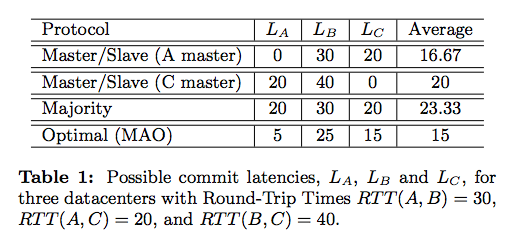 Protocol L_A L_B L_C Average
Master/Slave (A master) 0 30 20 16.67
Master/Slave (C master) 20 40 0 20
Majority 20 30 20 23.33
Optimal (MAO) 5 25 15 15
Table 1: Possible commit latencies, L_A, L_B and L_C, for
three datacenters with Round-Trip Times RTT(A, B) = 30,
RTT(A, C) = 20, and RTT(B, C) = 40.